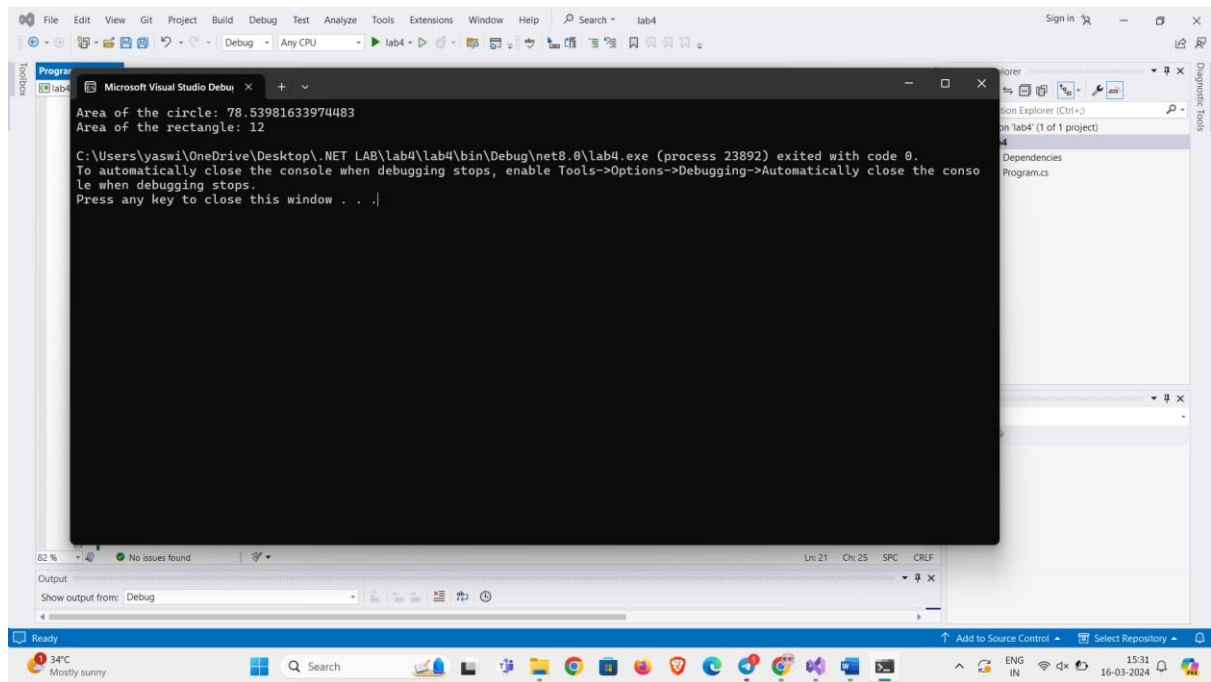 File Edit View Git Project Build Debug Test Analyze Tools Extensions Window Help Search lab4 Sign in
Debug Any CPU lab4
Toolbox
Microsoft Visual Studio Debu
Area of the circle: 78.53981633974483
Area of the rectangle: 12
C:\Users\yaswi\OneDrive\Desktop\.NET LAB\lab4\lab4\bin\Debug\net8.0\lab4.exe (process 23892) exited with code 0.
To automatically close the console when debugging stops, enable Tools->Options->Debugging->Automatically close the conso
le when debugging stops.
Press any key to close this window . . .
tion Explorer (Ctrl+;)
on 'lab4' (1 of 1 project)
Dependencies
Program.cs
Diagnostic Tools
82 % No issues found Ln: 21 Ch: 25 SPC CRLF
Output
Show output from: Debug
Ready Add to Source Control Select Repository
34°C
Mostly sunny
Search
ENG
IN
15:31
16-03-2024